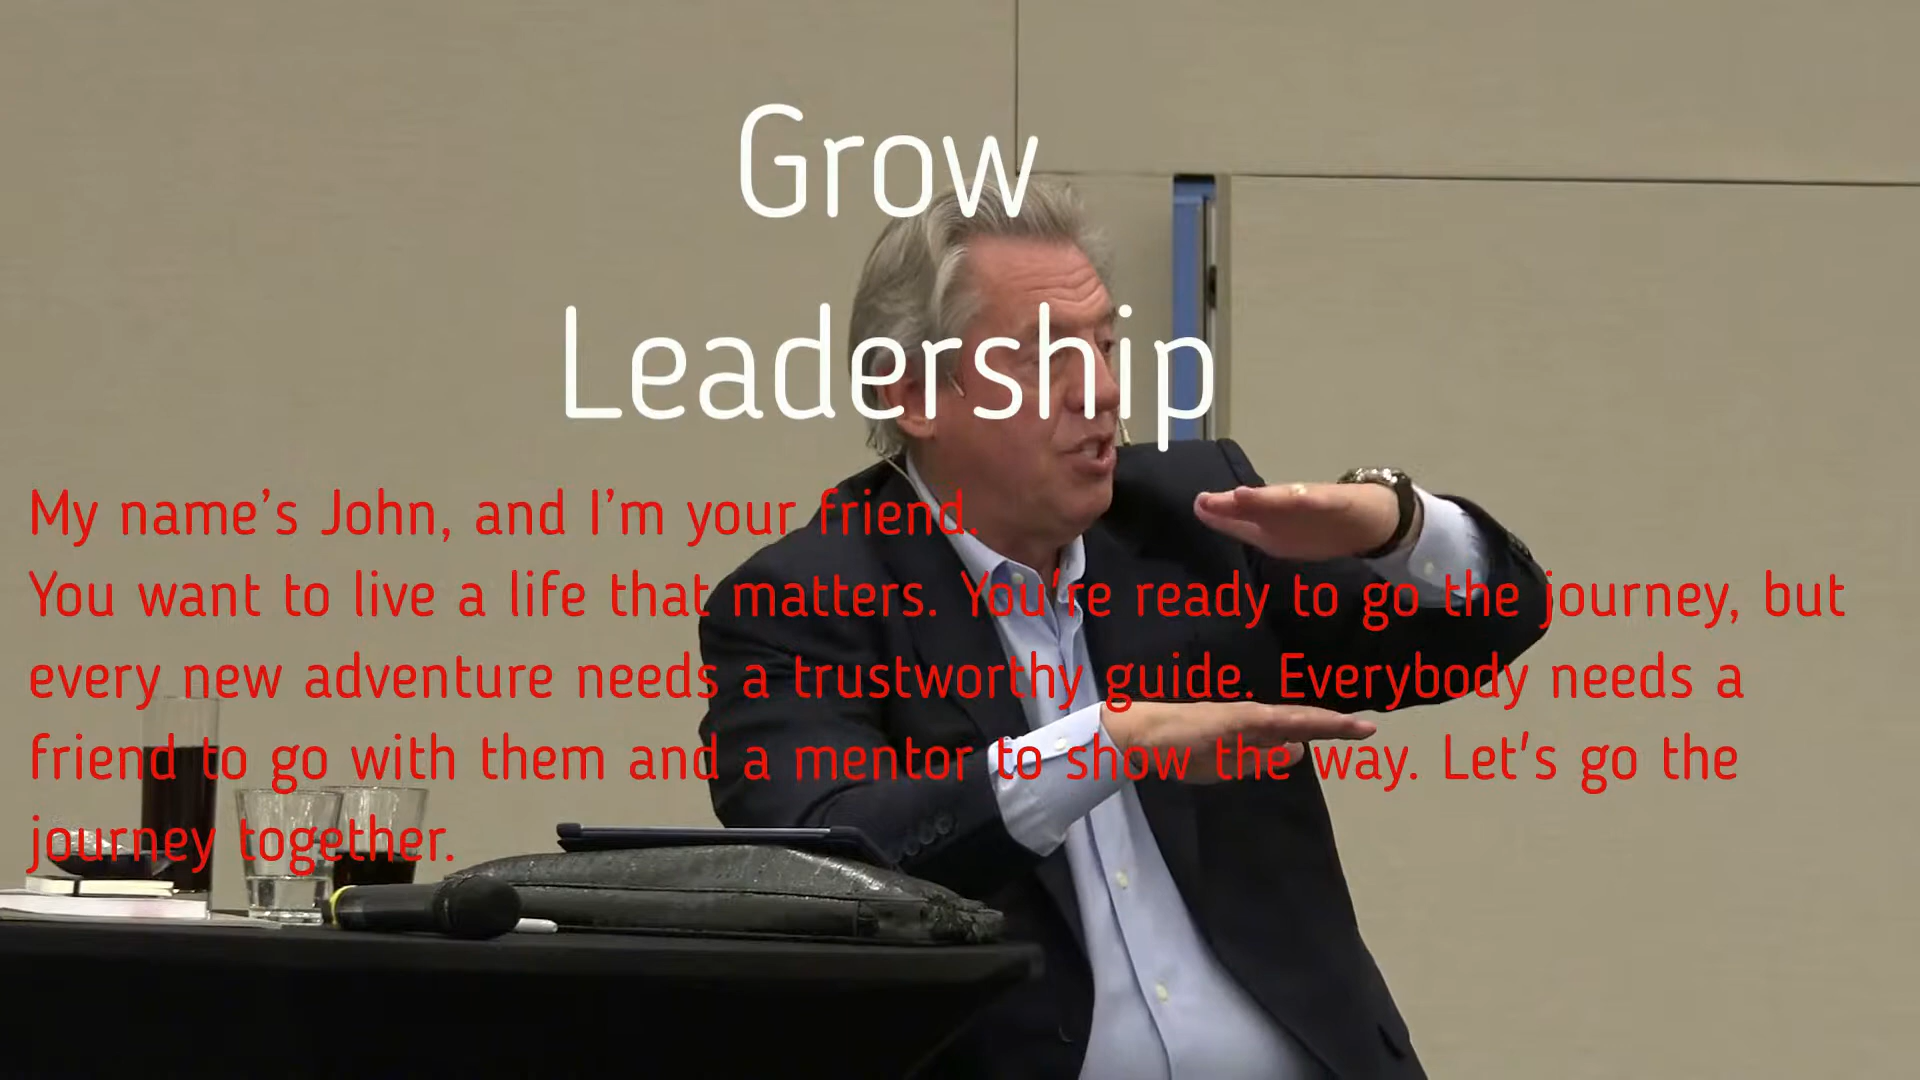 Grow
Leadership
My name’s John, and I’m your friend.
You want to live a life that matters. You're ready to go the journey, but
every new adventure needs a trustworthy guide. Everybody needs a
friend to go with them and a mentor to show the way. Let's go the
journey together.